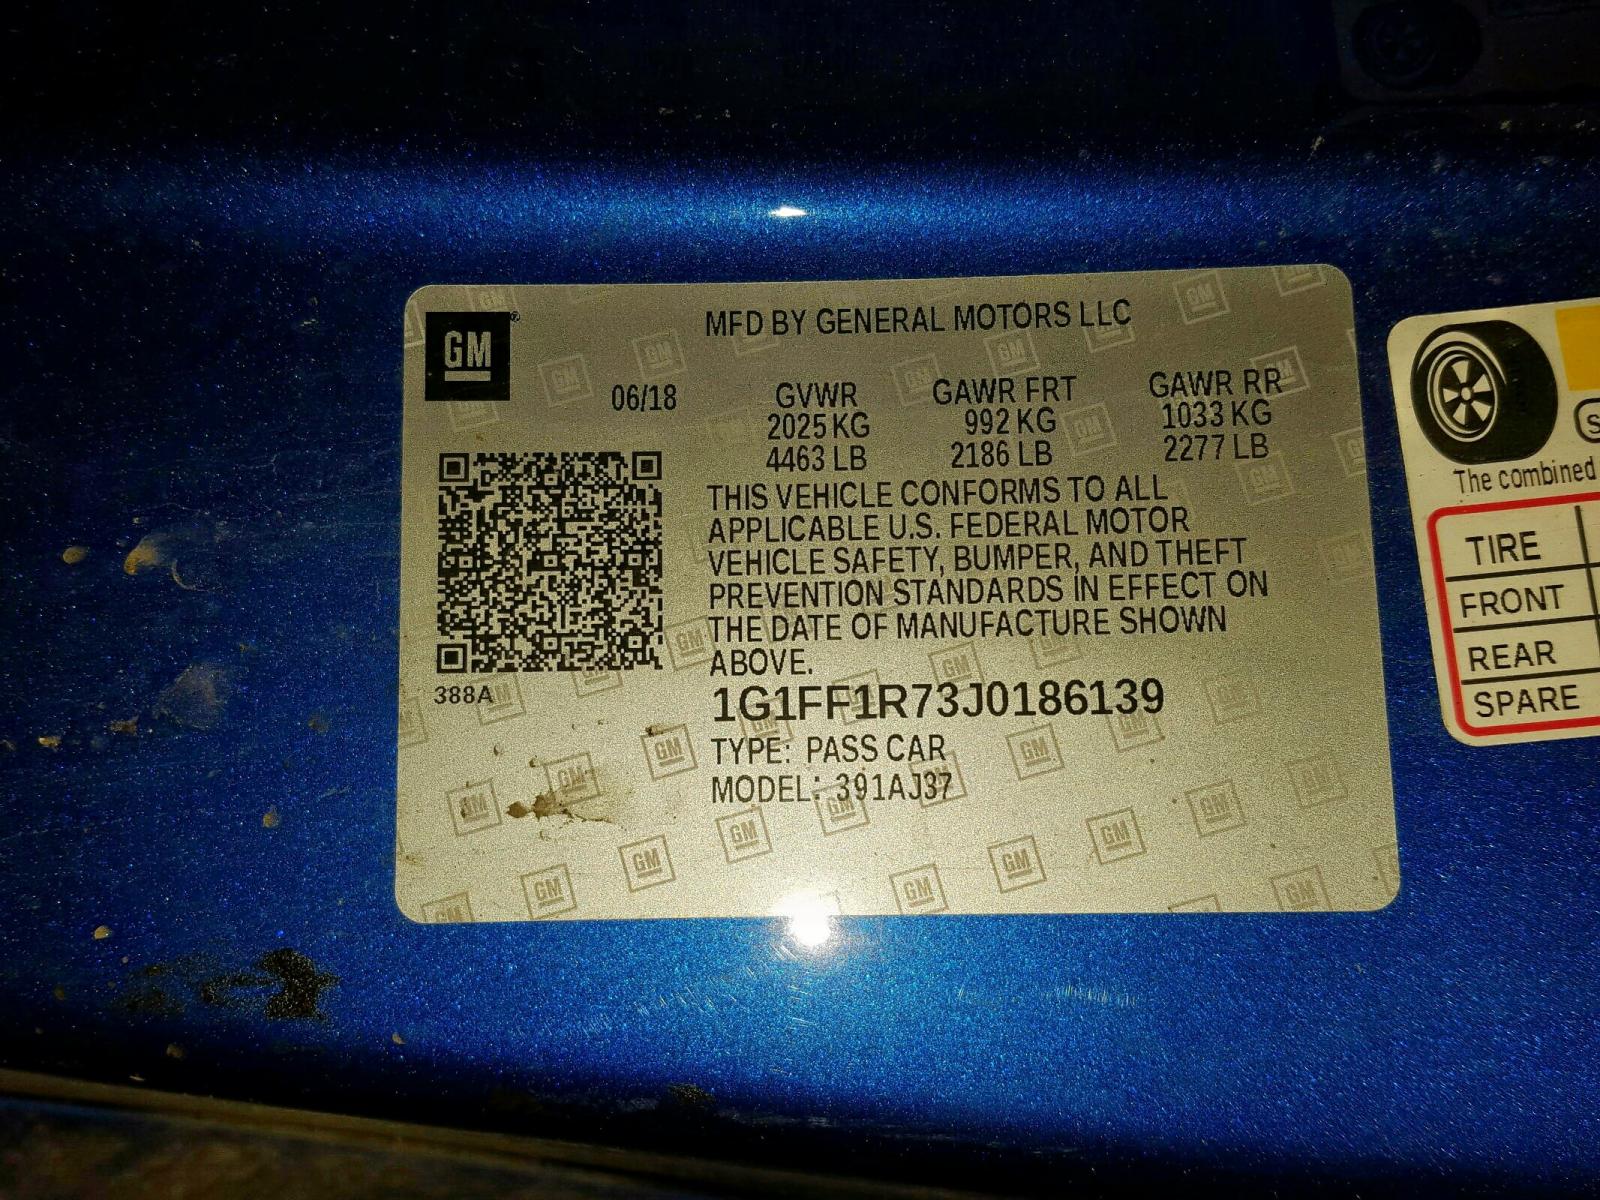 GM®
MFD BY GENERAL MOTORS LLC
06/18
GVWR
2025 KG
4463 LB
GAWR FRT
992 KG
2186 LB
GAWR RR
1033 KG
2277 LB
THIS VEHICLE CONFORMS TO ALL
APPLICABLE U.S. FEDERAL MOTOR
VEHICLE SAFETY, BUMPER, AND THEFT
PREVENTION STANDARDS IN EFFECT ON
THE DATE OF MANUFACTURE SHOWN
ABOVE.
388A
1G1FF1R73J0186139
TYPE: PASS CAR
MODEL: 391AJ37
The combined
TIRE
FRONT
REAR
SPARE